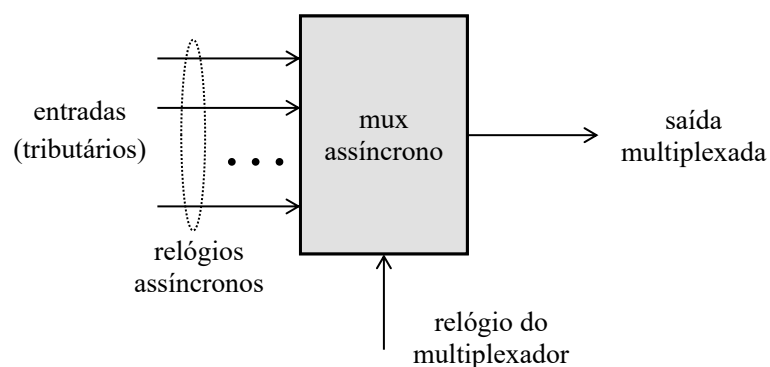 entradas
(tributários)
mux
assíncrono
saída
multiplexada
relógios
assíncronos
relógio do
multiplexador